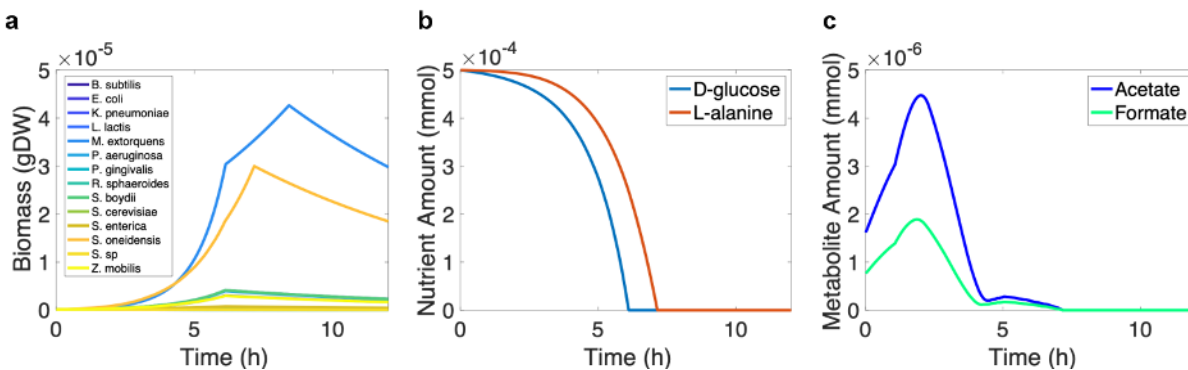 a
b
c
×10⁻⁵
×10⁻⁴
×10⁻⁶
Biomass (gDW)
5
4
3
2
1
0
B. subtilis
E. coli
K. pneumoniae
L. lactis
M. extorquens
P. aeruginosa
P. gingivalis
R. sphaeroides
S. boydii
S. cerevisiae
S. enterica
S. oneidensis
S. sp
Z. mobilis
0
5
10
Time (h)
Nutrient Amount (mmol)
5
4
3
2
1
0
D-glucose
L-alanine
0
5
10
Time (h)
Metabolite Amount (mmol)
5
4
3
2
1
0
Acetate
Formate
0
5
10
Time (h)